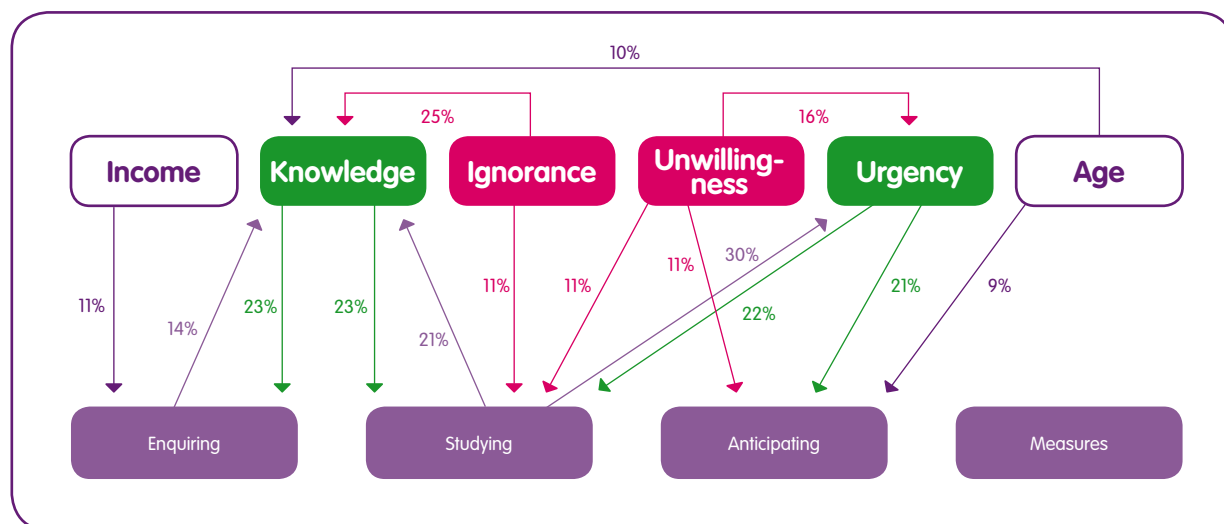 10%
25%
16%
Income
Knowledge
Ignorance
Unwilling-
ness
Urgency
Age
11%
14%
23%
23%
21%
11%
11%
11%
30%
22%
21%
9%
Enquiring
Studying
Anticipating
Measures